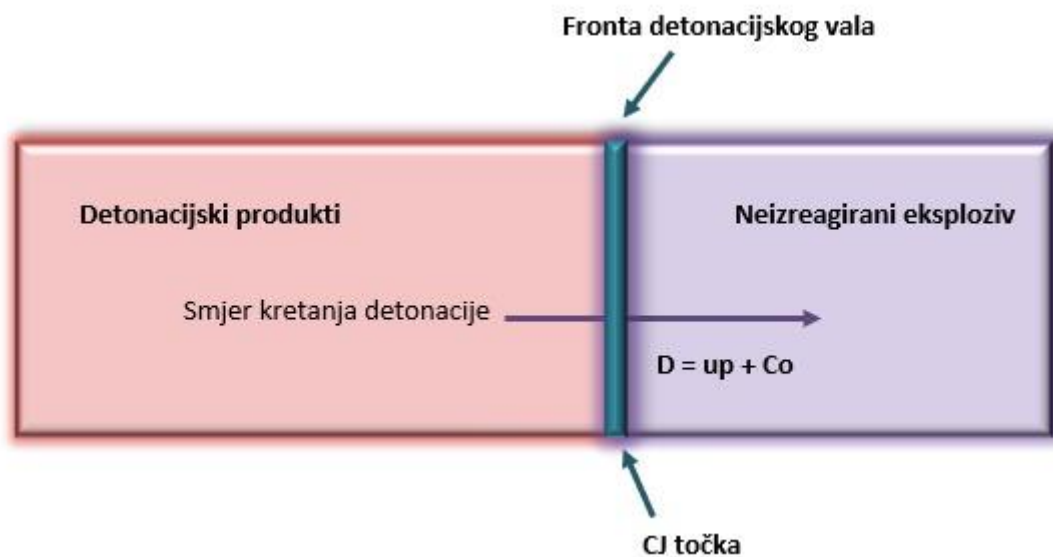 Fronta detonacijskog vala
Detonacijski produkti
Neizreagirani eksploziv
Smjer kretanja detonacije
D = up + Co
CJ točka